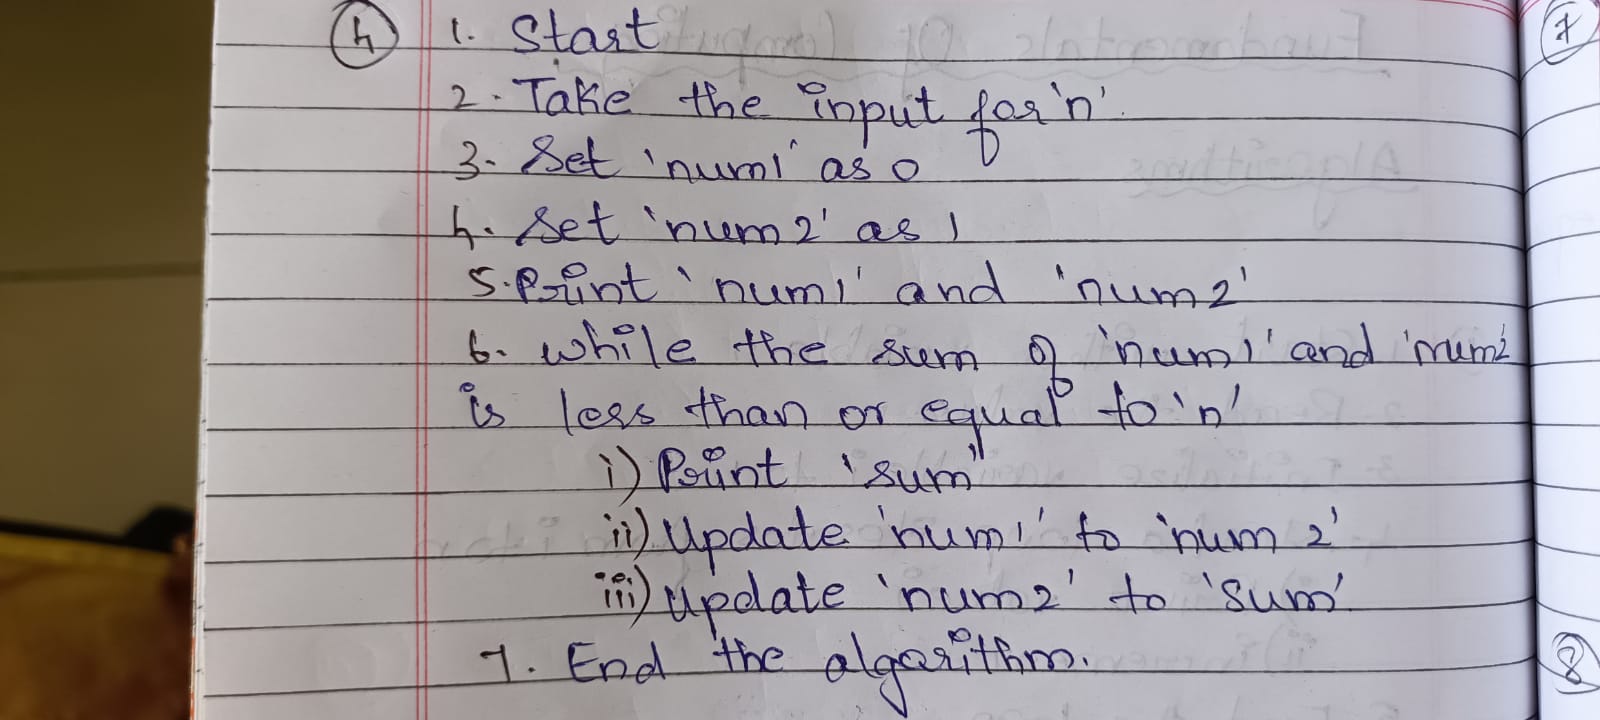 4 1. Start
2. Take the input for 'n'.
3. Set 'num1' as 0
4. Set 'num2' as 1
5. Print 'num1' and 'num2'
6. while the sum of 'num1' and 'num2'
is less than or equal to 'n'
i) Print 'sum'
ii) Update 'num1' to 'num2'
iii) Update 'num2' to 'sum'.
7. End the algorithm.
7
8